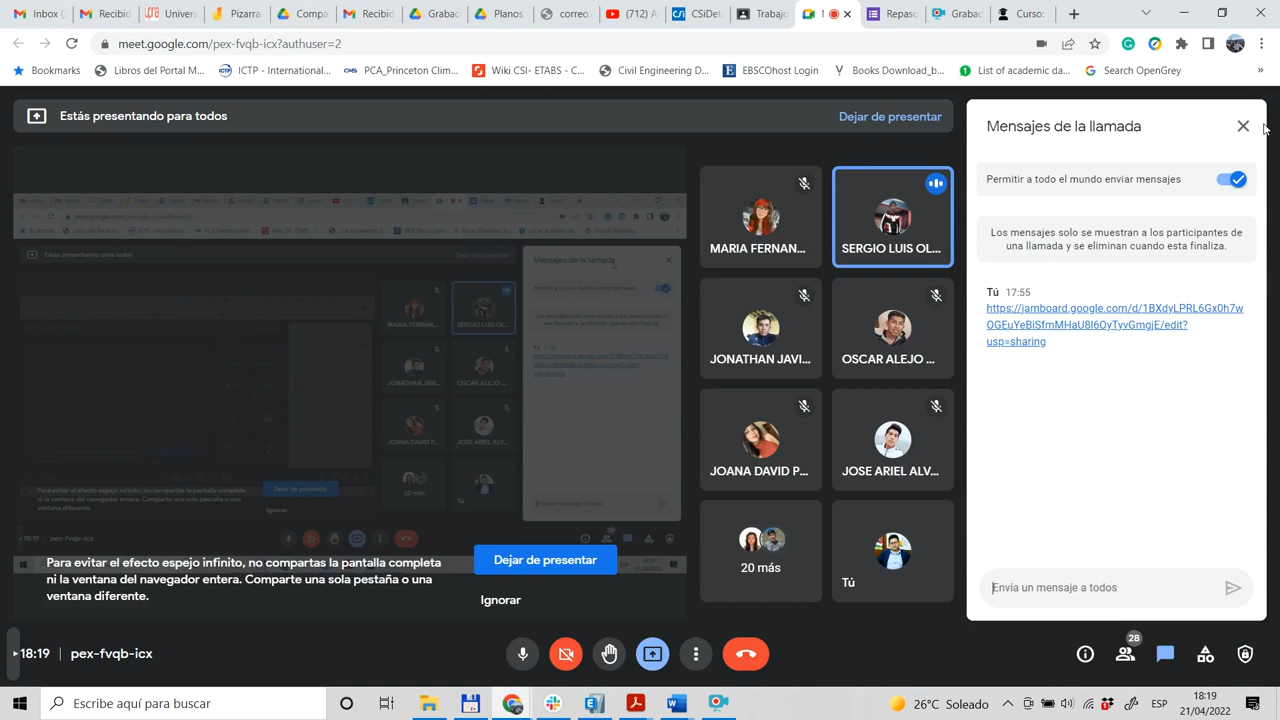 Inbox (
Recibid
Univers
Pizarra
Compa
Recibid
Grabac
Planos
correo.
(712) A
CSiDet
Trabajo
Repaso
Grabad
Curso:
meet.google.com/pex-fvqb-icx?authuser=2
Bookmarks
Libros del Portal M...
ICTP - International...
PCA_Princeton Clim...
Wiki CSI- ETABS - C...
Civil Engineering D...
EBSCOhost Login
Books Download_b...
List of academic da...
Search OpenGrey
»
Estás presentando para todos
Dejar de presentar
MARIA FERNAN...
SERGIO LUIS OL...
JONATHAN JAVI...
OSCAR ALEJO ...
JOANA DAVID P...
JOSE ARIEL ALV...
20 más
Tú
Mensajes de la llamada
Permitir a todo el mundo enviar mensajes
Los mensajes solo se muestran a los participantes de
una llamada y se eliminan cuando esta finaliza.
Tú 17:55
https://jamboard.google.com/d/1BXdyLPRL6Gx0h7w
OGEuYeBiSfmMHaU8I6OyTyvGmgjE/edit?
usp=sharing
Envía un mensaje a todos
Para evitar el efecto espejo infinito, no compartas la pantalla completa
ni la ventana del navegador entera. Comparte una sola pestaña o una
ventana diferente.
Dejar de presentar
Ignorar
18:19 pex-fvqb-icx
28
Escribe aquí para buscar
26°C Soleado
ESP
18:19
21/04/2022